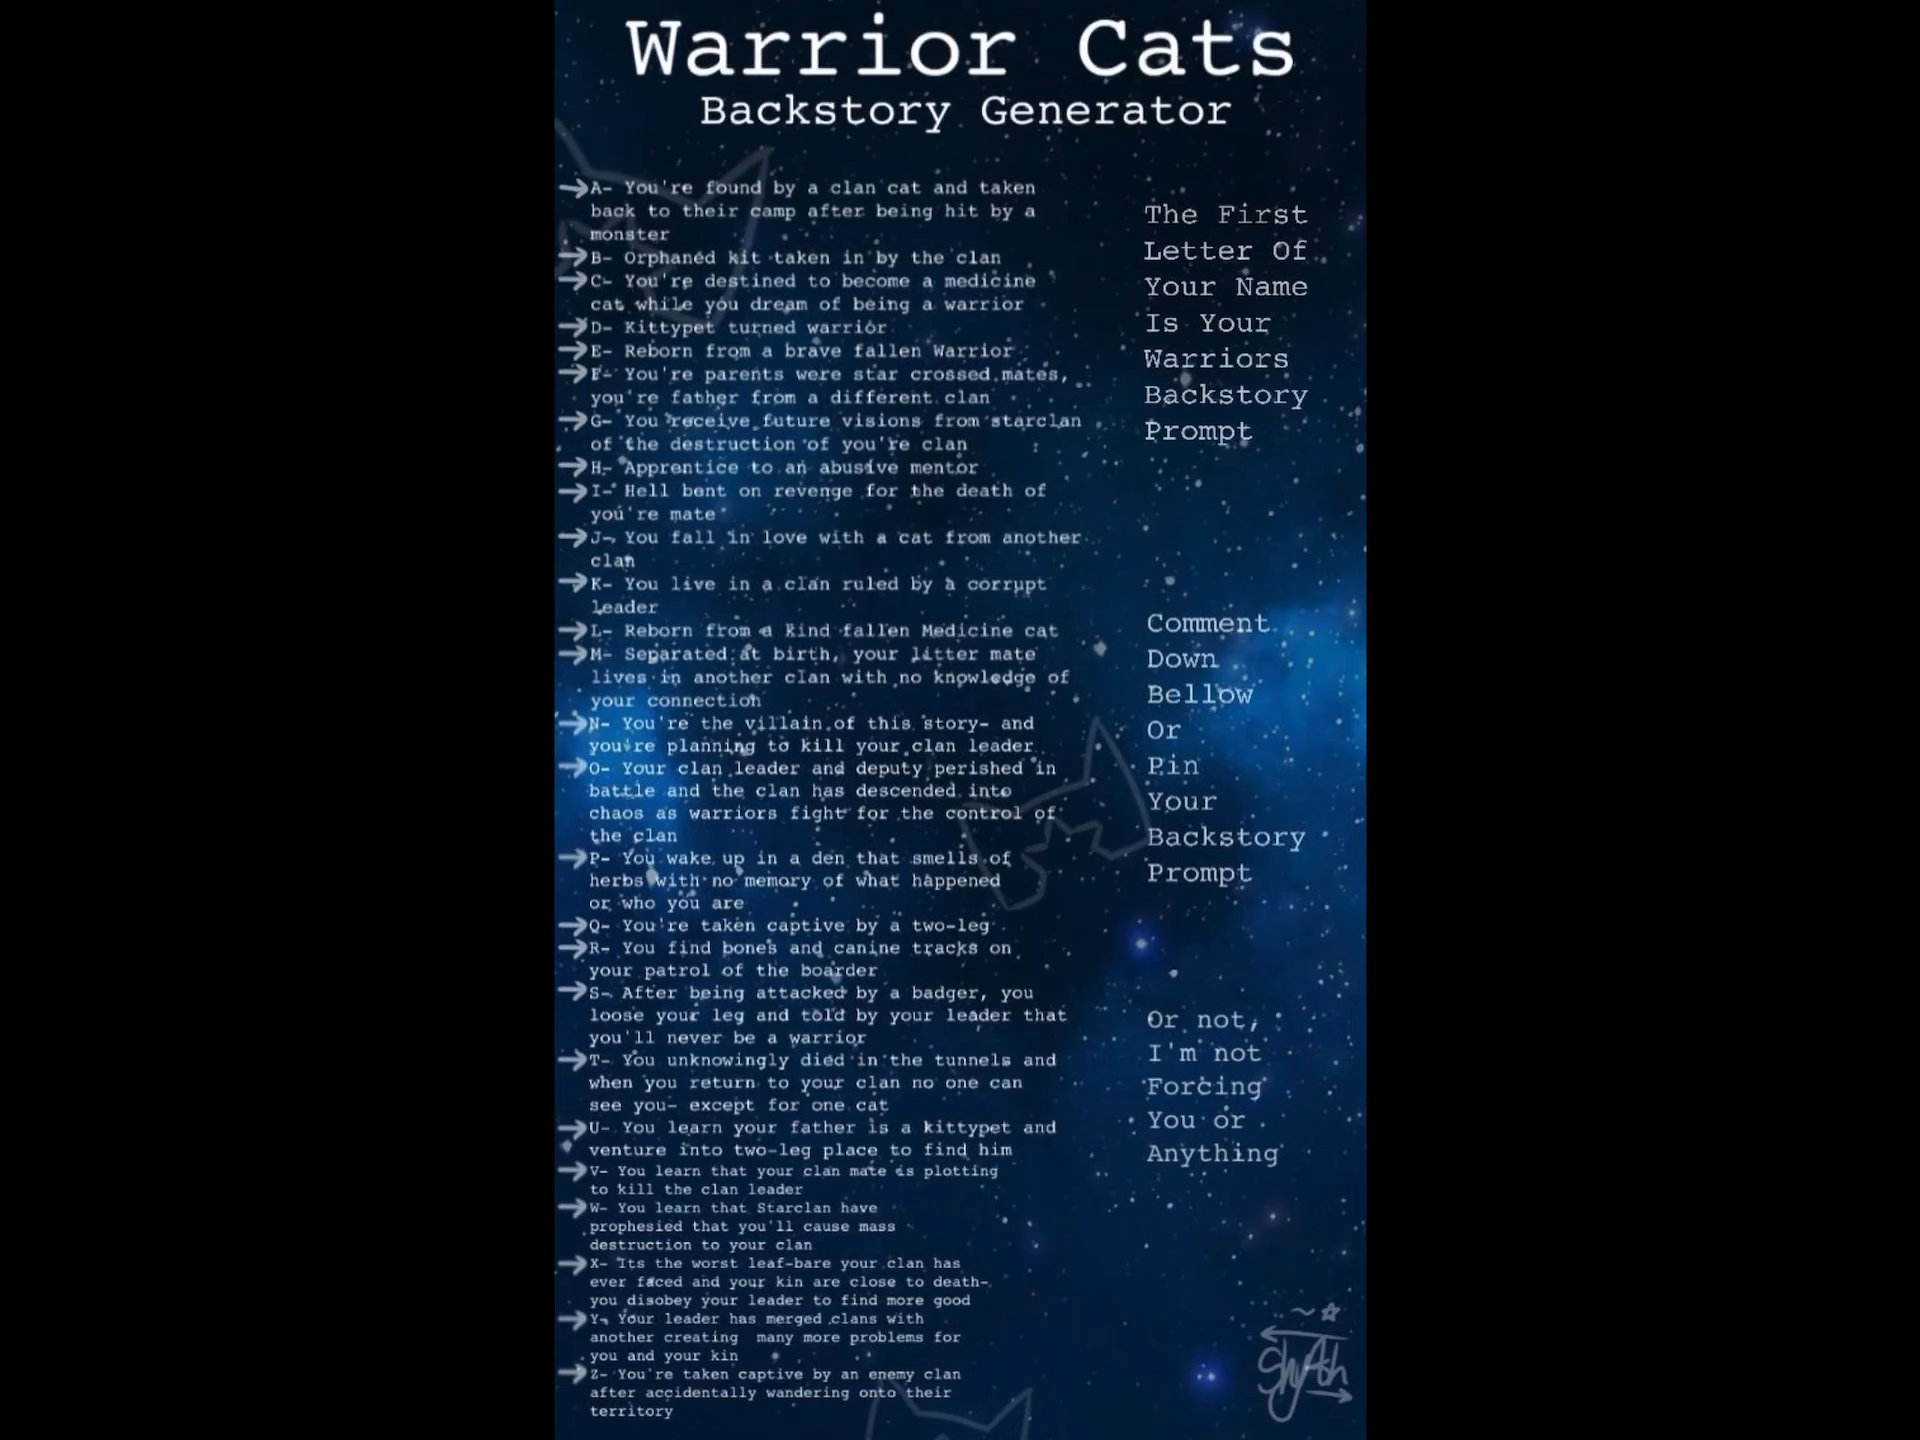 Warrior Cats
Backstory Generator
A- You're found by a clan cat and taken
back to their camp after being hit by a
monster
B- Orphaned kit taken in by the clan
C- You're destined to become a medicine
cat while you dream of being a warrior
D- Kittypet turned warrior
E- Reborn from a brave fallen Warrior
F- You're parents were star crossed mates,
you're father from a different clan
G- You receive future visions from starclan
of the destruction of you're clan
H- Apprentice to an abusive mentor
I- Hell bent on revenge for the death of
you're mate
J- You fall in love with a cat from another
clan
K- You live in a clan ruled by a corrupt
leader
L- Reborn from a kind fallen Medicine cat
M- Separated at birth, your litter mate
lives in another clan with no knowledge of
your connection
N- You're the villain of this story- and
you're planning to kill your clan leader
O- Your clan leader and deputy perished in
battle and the clan has descended into
chaos as warriors fight for the control of
the clan
P- You wake up in a den that smells of
herbs with no memory of what happened
or who you are
Q- You're taken captive by a two-leg
R- You find bones and canine tracks on
your patrol of the boarder
S- After being attacked by a badger, you
loose your leg and told by your leader that
you'll never be a warrior
T- You unknowingly died in the tunnels and
when you return to your clan no one can
see you- except for one cat
U- You learn your father is a kittypet and
venture into two-leg place to find him
V- You learn that your clan mate is plotting
to kill the clan leader
W- You learn that Starclan have
prophesied that you'll cause mass
destruction to your clan
X- Its the worst leaf-bare your clan has
ever faced and your kin are close to death-
you disobey your leader to find more good
Y- Your leader has merged clans with
another creating many more problems for
you and your kin
Z- You're taken captive by an enemy clan
after accidentally wandering onto their
territory
The First
Letter Of
Your Name
Is Your
Warriors
Backstory
Prompt
Comment
Down
Bellow
Or
Pin
Your
Backstory
Prompt
Or not,
I'm not
Forcing
You or
Anything
ShyAsh